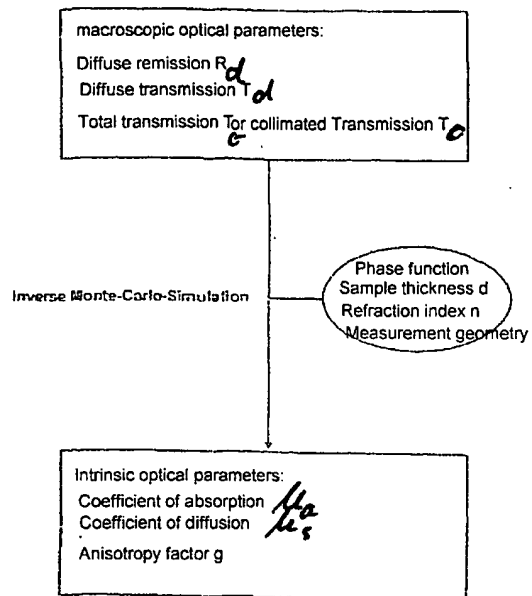 macroscopic optical parameters:
Diffuse remission R d
Diffuse transmission T d
Total transmission T G or collimated Transmission T c
Inverse Monte-Carlo-Simulation
Phase function
Sample thickness d
Refraction index n
Measurement geometry
Intrinsic optical parameters:
Coefficient of absorption μa
Coefficient of diffusion μs
Anisotropy factor g